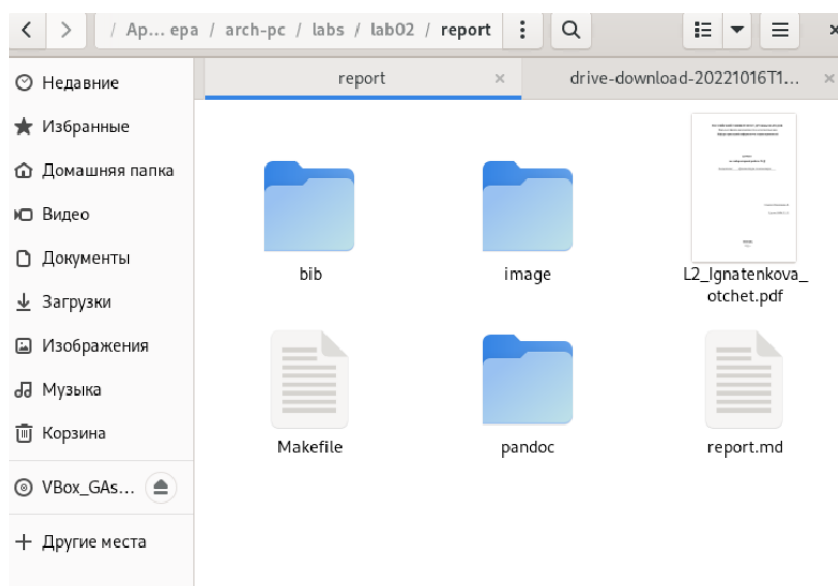 / Ap... ера / arch-pc / labs / lab02 / report
Недавние
Избранные
Домашняя папка
Видео
Документы
Загрузки
Изображения
Музыка
Корзина
VBox_GAs...
Другие места
report
drive-download-20221016T1...
bib
image
L2_Ignatenkova_
otchet.pdf
Makefile
pandoc
report.md